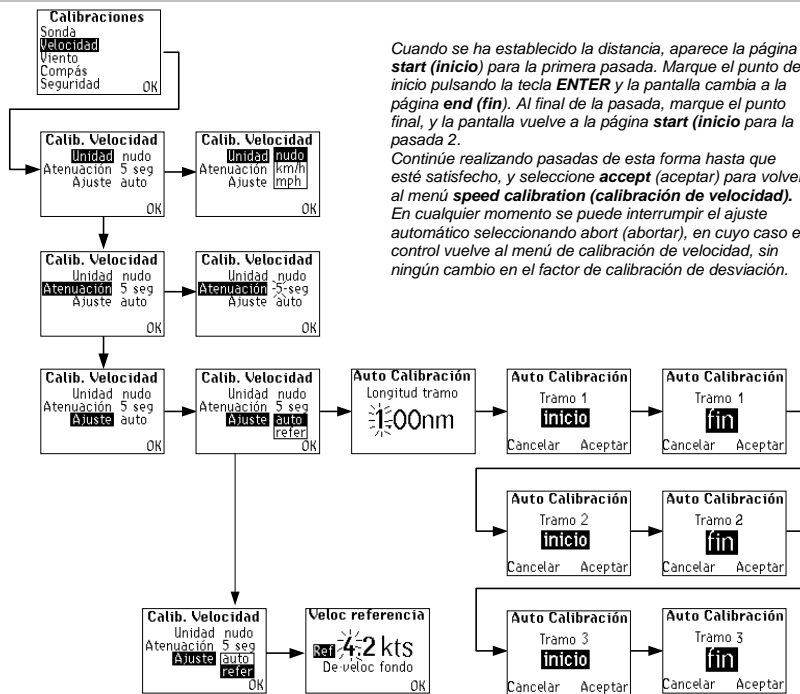 Calibraciones
Sonda
Velocidad
Viento
Compás
Seguridad OK
Cuando se ha establecido la distancia, aparece la página
start (inicio) para la primera pasada. Marque el punto de
inicio pulsando la tecla ENTER y la pantalla cambia a la
página end (fin). Al final de la pasada, marque el punto
final, y la pantalla vuelve a la página start (inicio para la
pasada 2.
Continúe realizando pasadas de esta forma hasta que
esté satisfecho, y seleccione accept (aceptar) para volver
al menú speed calibration (calibración de velocidad).
En cualquier momento se puede interrumpir el ajuste
automático seleccionando abort (abortar), en cuyo caso e
control vuelve al menú de calibración de velocidad, sin
ningún cambio en el factor de calibración de desviación.
Calib. Velocidad
Unidad nudo
Atenuación 5 seg
Ajuste auto
OK
Calib. Velocidad
Unidad nudo
Atenuación km/h
Ajuste mph
OK
Calib. Velocidad
Unidad nudo
Atenuación 5 seg
Ajuste auto
OK
Calib. Velocidad
Unidad nudo
Atenuación 5 seg
Ajuste auto
OK
Calib. Velocidad
Unidad nudo
Atenuación 5 seg
Ajuste auto
OK
Calib. Velocidad
Unidad nudo
Atenuación 5 seg
Ajuste auto
refer
OK
Auto Calibración
Longitud tramo
1.00nm
Auto Calibración
Tramo 1
inicio
Cancelar Aceptar
Auto Calibración
Tramo 1
fin
Cancelar Aceptar
Auto Calibración
Tramo 2
inicio
Cancelar Aceptar
Auto Calibración
Tramo 2
fin
Cancelar Aceptar
Calib. Velocidad
Unidad nudo
Atenuación 5 seg
Ajuste auto
refer
OK
Veloc referencia
Ref 4.2 kts
De veloc fondo
OK
Auto Calibración
Tramo 3
inicio
Cancelar Aceptar
Auto Calibración
Tramo 3
fin
Cancelar Aceptar